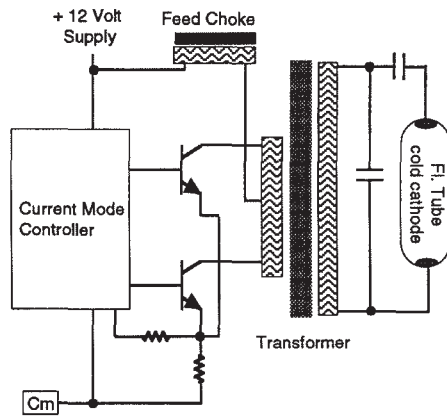 + 12 Volt
Supply
Feed Choke
Current Mode
Controller
Fl. Tube
cold cathode
Transformer
Cm